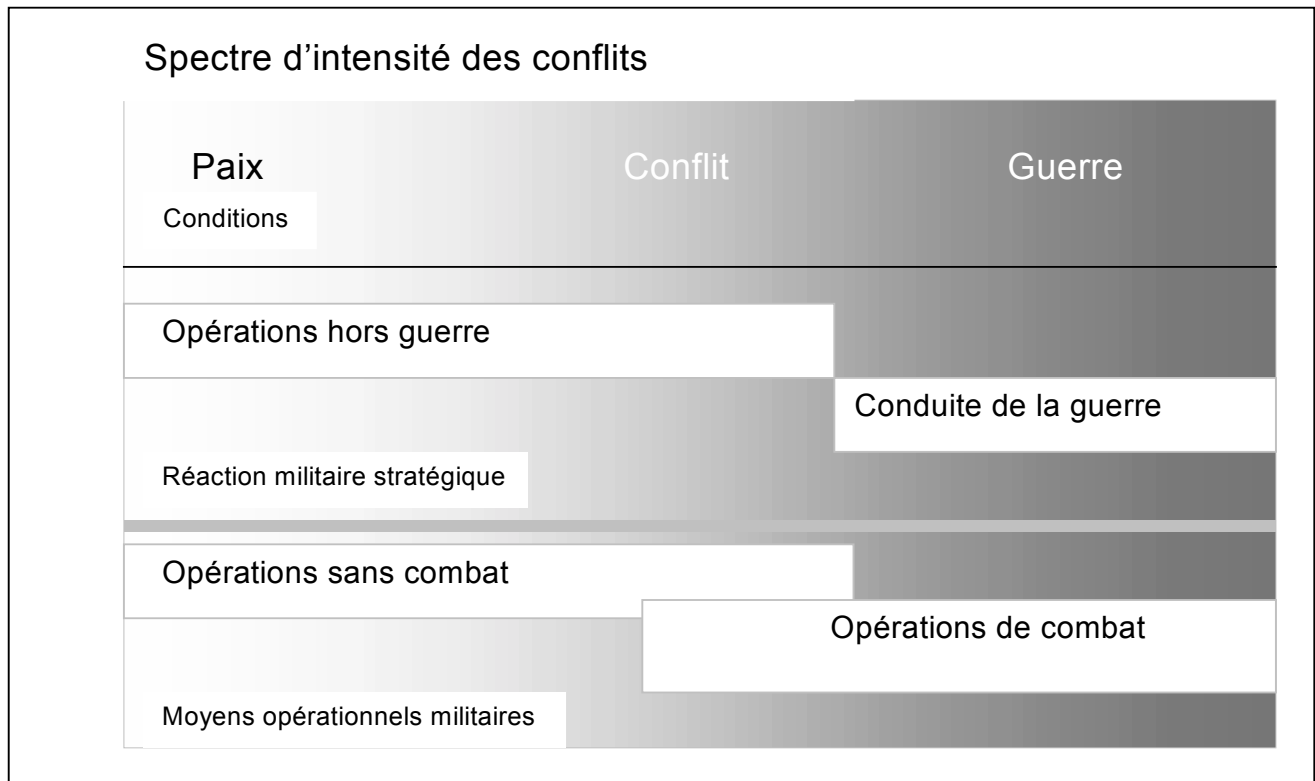 Spectre d’intensité des conflits
Paix Conflit Guerre
Conditions
Opérations hors guerre
Conduite de la guerre
Réaction militaire stratégique
Opérations sans combat
Opérations de combat
Moyens opérationnels militaires